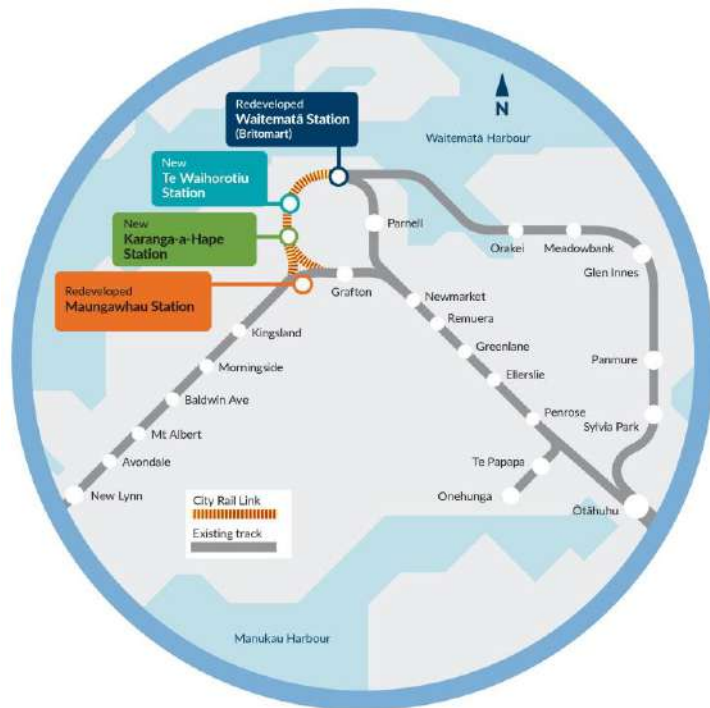 Redeveloped
Waitematā Station
(Britomart)
N
Waitematā Harbour
New
Te Waihorotiu
Station
Parnell
New
Karanga-a-Hape
Station
Orakei
Meadowbank
Glen Innes
Redeveloped
Maungawhau Station
Grafton
Newmarket
Remuera
Kingsland
Greenlane
Morningside
Panmure
Ellerslie
Baldwin Ave
Penrose
Sylvia Park
Mt Albert
Avondale
Te Papapa
New Lynn
Onehunga
Ōtāhuhu
City Rail Link
Existing track
Manukau Harbour